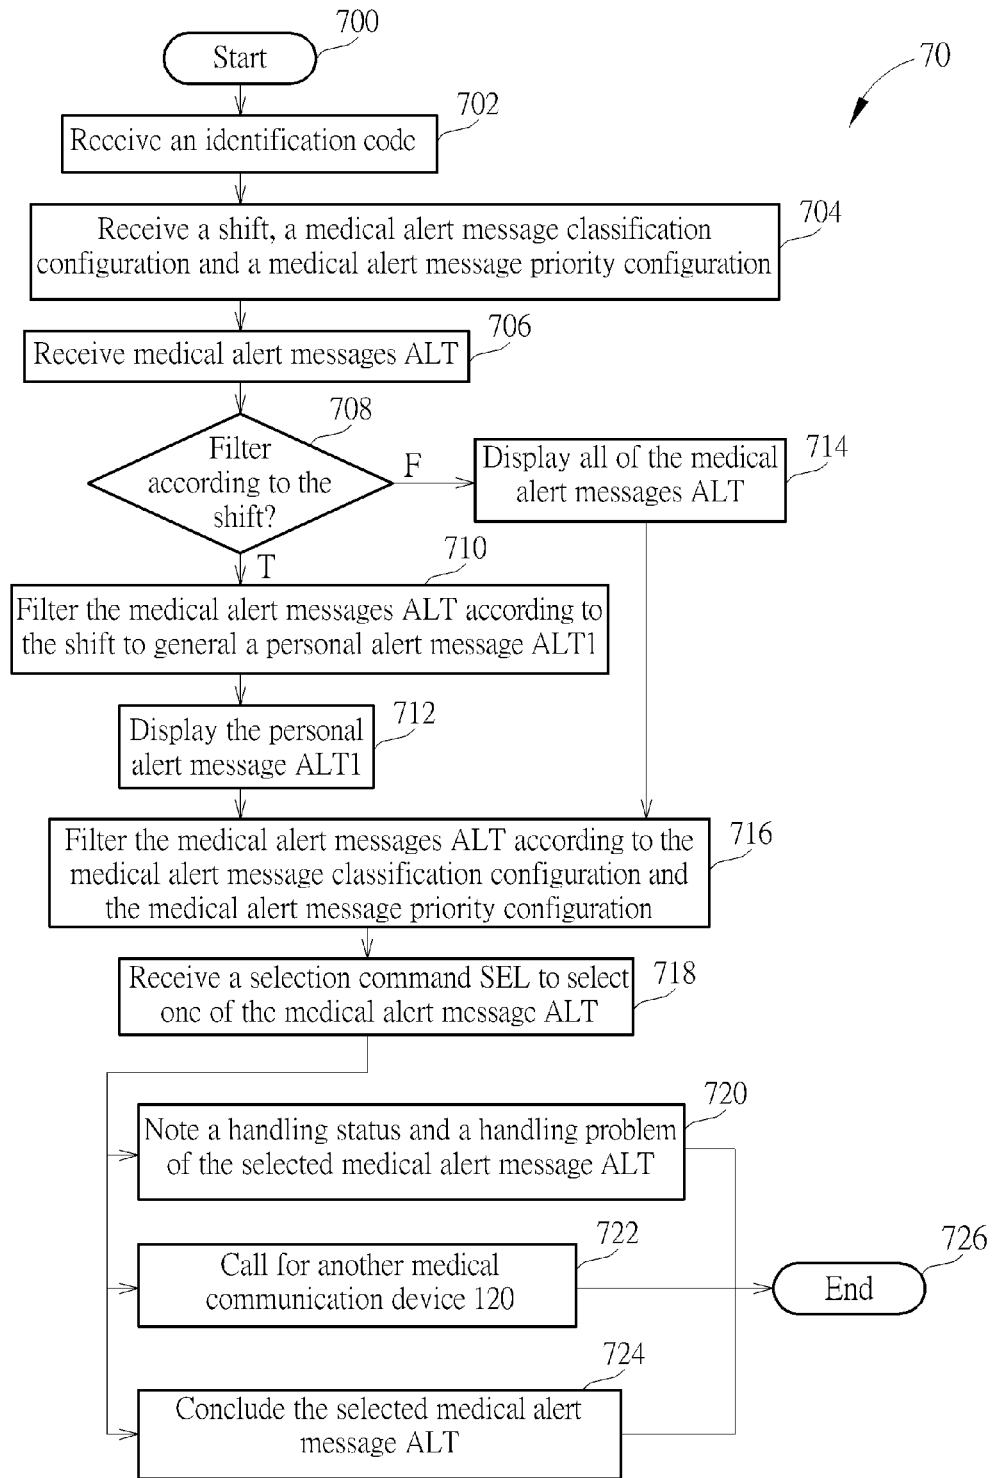 700
Start
70
702
Receive an identification code
704
Receive a shift, a medical alert message classification
configuration and a medical alert message priority configuration
706
Receive medical alert messages ALT
708
Filter
according to the
shift?
F
714
Display all of the medical
alert messages ALT
T
710
Filter the medical alert messages ALT according to
the shift to general a personal alert message ALT1
712
Display the personal
alert message ALT1
716
Filter the medical alert messages ALT according to the
medical alert message classification configuration and
the medical alert message priority configuration
718
Receive a selection command SEL to select
one of the medical alert message ALT
720
Note a handling status and a handling problem
of the selected medical alert message ALT
722
Call for another medical
communication device 120
726
End
724
Conclude the selected medical alert
message ALT